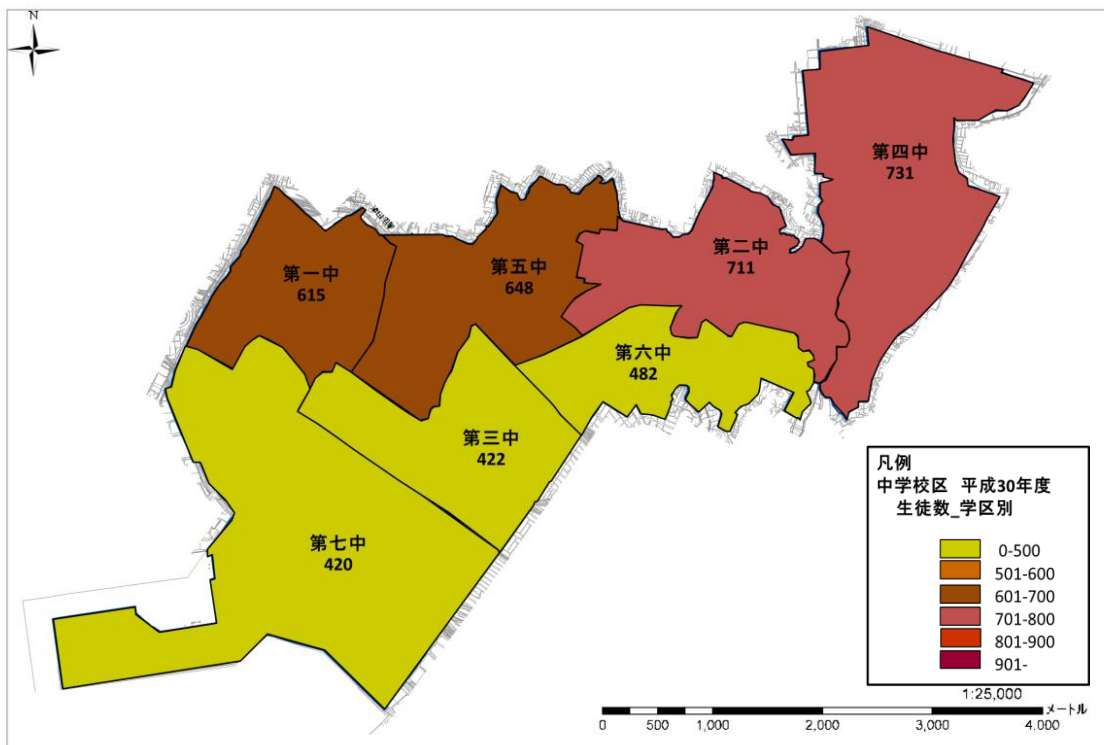 N
第四中
731
第二中
711
第一中
615
第五中
648
第六中
482
第三中
422
第七中
420
凡例
中学校区 平成30年度
生徒数_学区別
0-500
501-600
601-700
701-800
801-900
901-
1:25,000
メートル
0 500 1,000 2,000 3,000 4,000